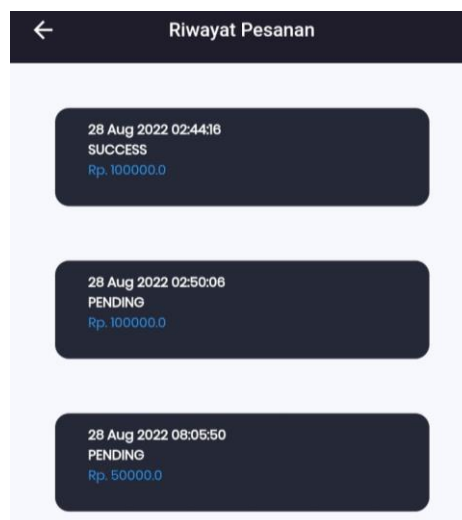 Riwayat Pesanan
28 Aug 2022 02:44:16
SUCCESS
Rp. 100000.0
28 Aug 2022 02:50:06
PENDING
Rp. 100000.0
28 Aug 2022 08:05:50
PENDING
Rp. 50000.0